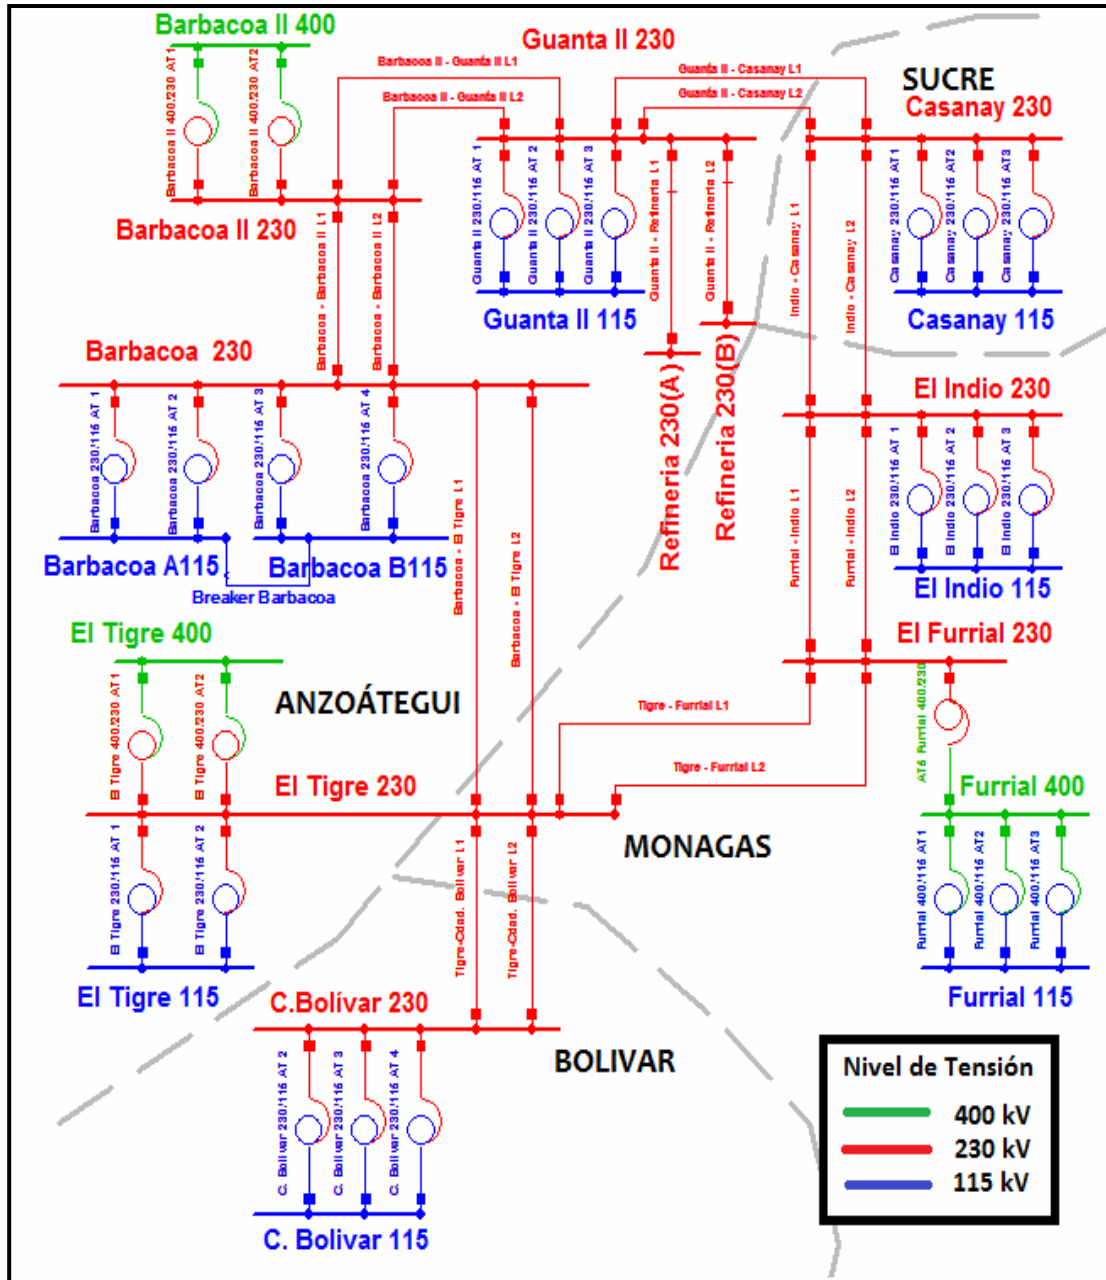 Barbacoa II 400
Guanta II 230
SUCRE
Casanay 230
Barbacoa II 400/230 AT1
Barbacoa II 400/230 AT2
Barbacoa II - Guanta II L1
Barbacoa II - Guanta II L2
Guanta II - Casanay L1
Guanta II - Casanay L2
Barbacoa II 230
Guanta II 230/115 AT 1
Guanta II 230/115 AT 2
Guanta II 230/115 AT 3
Guanta II - Refineria L1
Guanta II - Refineria L2
Indio - Casanay L1
Indio - Casanay L2
Casanay 230/115 AT1
Casanay 230/115 AT2
Casanay 230/115 AT3
Guanta II 115
Casanay 115
Barbacoa - Barbacoa II L1
Barbacoa - Barbacoa II L2
Barbacoa 230
Refineria 230(A)
Refineria 230(B)
El Indio 230
Barbacoa 230/115 AT 1
Barbacoa 230/115 AT 2
Barbacoa 230/115 AT 3
Barbacoa 230/115 AT 4
El Indio 230/115 AT 1
El Indio 230/115 AT 2
El Indio 230/115 AT 3
Barbacoa A115
Barbacoa B115
Breaker Barbacoa
Barbacoa - El Tigre L1
Barbacoa - El Tigre L2
Furrial - Indio L1
Furrial - Indio L2
El Indio 115
El Tigre 400
El Furrial 230
ANZOÁTEGUI
El Tigre 400/230 AT1
El Tigre 400/230 AT2
Tigre - Furrial L1
Tigre - Furrial L2
AT5 Furrial 400/230
El Tigre 230
Furrial 400
MONAGAS
El Tigre 230/115 AT 1
El Tigre 230/115 AT 2
Tigre-Cdad. Bolivar L1
Tigre-Cdad. Bolivar L2
Furrial 400/115 AT1
Furrial 400/115 AT2
Furrial 400/115 AT3
El Tigre 115
C.Bolívar 230
Furrial 115
BOLIVAR
C. Bolivar 230/115 AT 2
C. Bolivar 230/115 AT 3
C. Bolivar 230/115 AT 4
C. Bolivar 115
Nivel de Tensión
400 kV
230 kV
115 kV